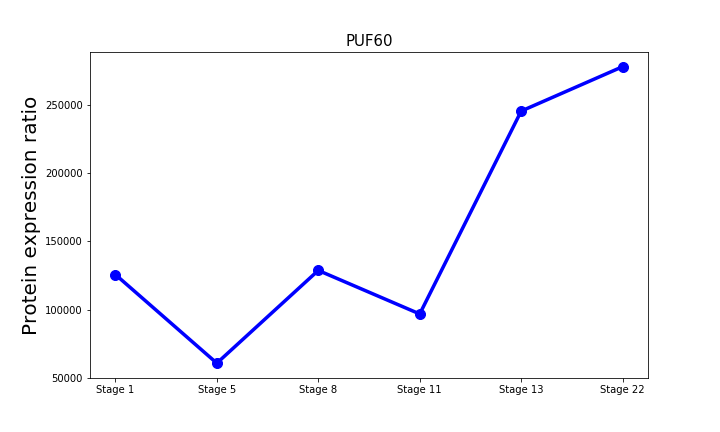 PUF60
Protein expression ratio
250000
200000
150000
100000
50000
Stage 1
Stage 5
Stage 8
Stage 11
Stage 13
Stage 22